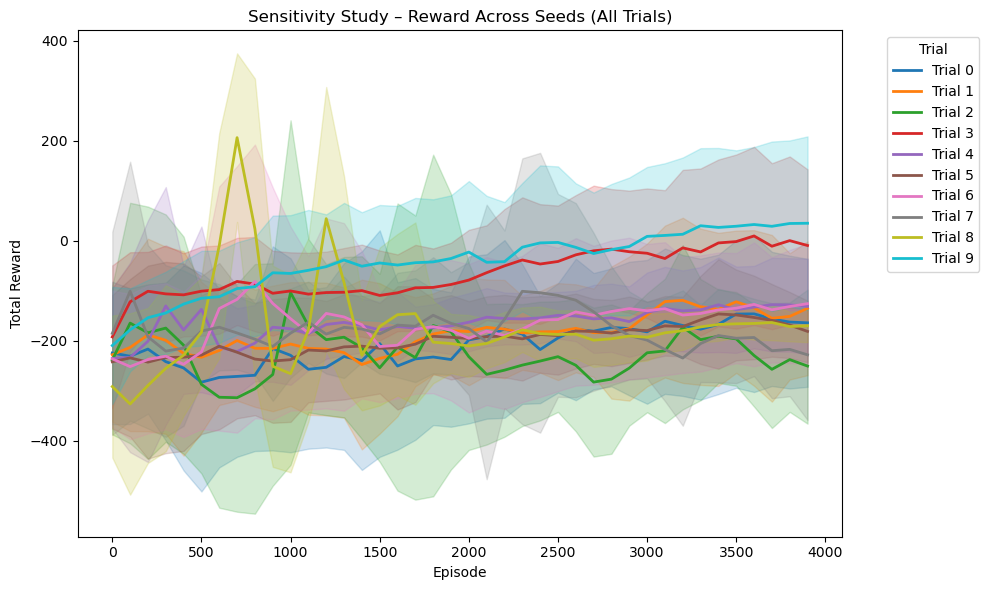 Sensitivity Study – Reward Across Seeds (All Trials)
Total Reward
400
200
0
−200
−400
0
500
1000
1500
2000
2500
3000
3500
4000
Episode
Trial
Trial 0
Trial 1
Trial 2
Trial 3
Trial 4
Trial 5
Trial 6
Trial 7
Trial 8
Trial 9